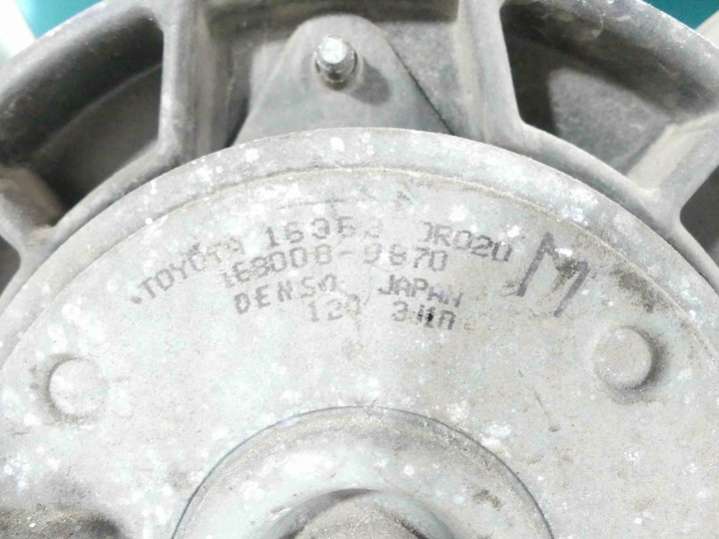 TOYOTA 16363 0R020
168000-9870
DENSO JAPAN
12V
M